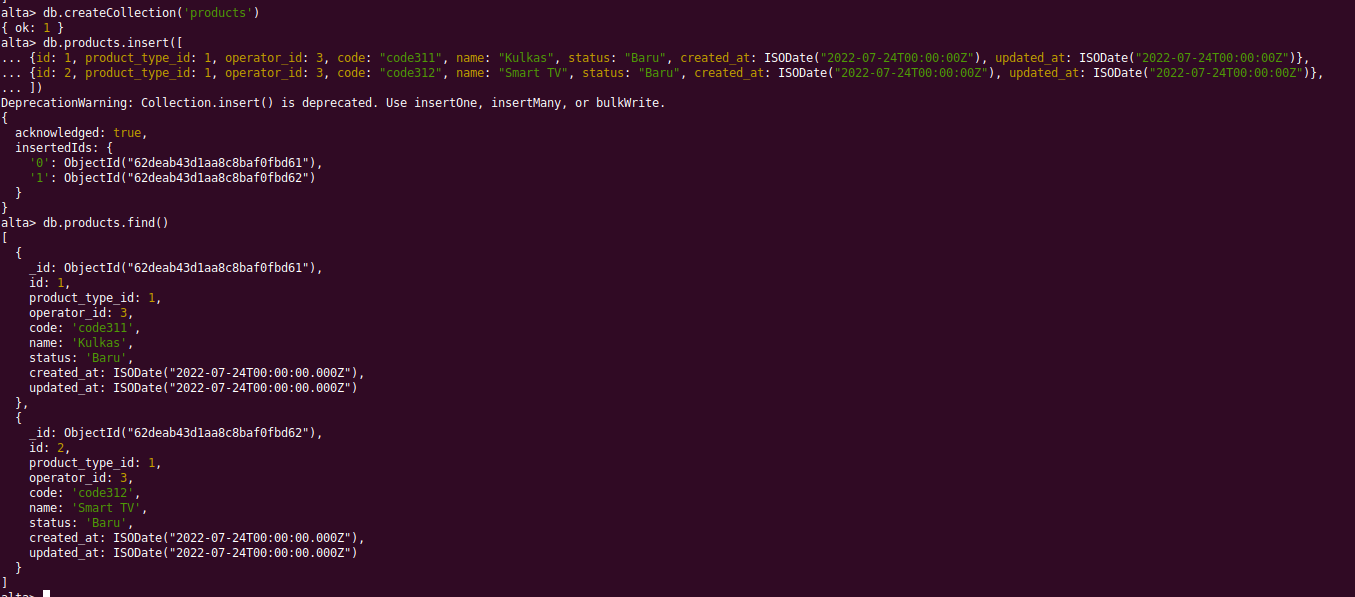 alta> db.createCollection('products')
{ ok: 1 }
alta> db.products.insert([
... {id: 1, product_type_id: 1, operator_id: 3, code: "code311", name: "Kulkas", status: "Baru", created_at: ISODate("2022-07-24T00:00:00Z"), updated_at: ISODate("2022-07-24T00:00:00Z")},
... {id: 2, product_type_id: 1, operator_id: 3, code: "code312", name: "Smart TV", status: "Baru", created_at: ISODate("2022-07-24T00:00:00Z"), updated_at: ISODate("2022-07-24T00:00:00Z")},
... ])
DeprecationWarning: Collection.insert() is deprecated. Use insertOne, insertMany, or bulkWrite.
{
  acknowledged: true,
  insertedIds: {
    '0': ObjectId("62deab43d1aa8c8baf0fbd61"),
    '1': ObjectId("62deab43d1aa8c8baf0fbd62")
  }
}
alta> db.products.find()
[
  {
    _id: ObjectId("62deab43d1aa8c8baf0fbd61"),
    id: 1,
    product_type_id: 1,
    operator_id: 3,
    code: 'code311',
    name: 'Kulkas',
    status: 'Baru',
    created_at: ISODate("2022-07-24T00:00:00.000Z"),
    updated_at: ISODate("2022-07-24T00:00:00.000Z")
  },
  {
    _id: ObjectId("62deab43d1aa8c8baf0fbd62"),
    id: 2,
    product_type_id: 1,
    operator_id: 3,
    code: 'code312',
    name: 'Smart TV',
    status: 'Baru',
    created_at: ISODate("2022-07-24T00:00:00.000Z"),
    updated_at: ISODate("2022-07-24T00:00:00.000Z")
  }
]
alta>